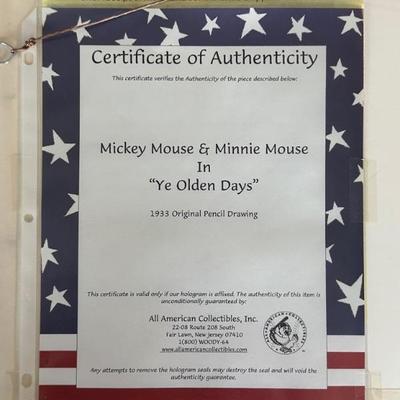 Certificate of Authenticity
This certificate verifies the Authenticity of the piece described below:
Mickey Mouse & Minnie Mouse
In
“Ye Olden Days”
1933 Original Pencil Drawing
This certificate is valid only if our hologram is affixed. The authenticity of this item is
unconditionally guaranteed by:
All American Collectibles, Inc.
22-08 Route 208 South
Fair Lawn, New Jersey 07410
1(800) WOODY-64
www.allamericancollectibles.com
Any attempts to remove the hologram seals may destroy the seal and will void the
authenticity guarantee.